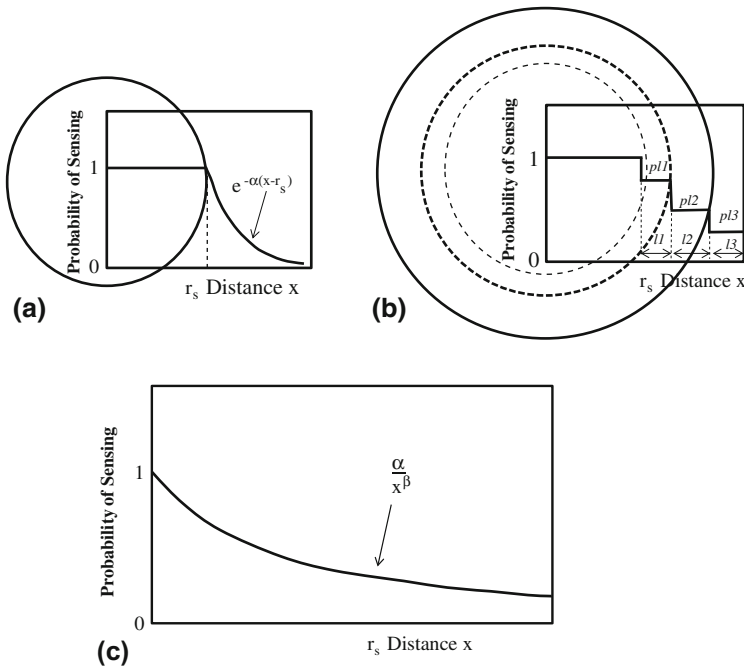 Probability of Sensing
1
0
e^-α(x-r_s)
r_s Distance x
(a)
Probability of Sensing
1
0
pl1
pl2
pl3
l1
l2
l3
r_s Distance x
(b)
Probability of Sensing
1
0
α
x^β
r_s Distance x
(c)